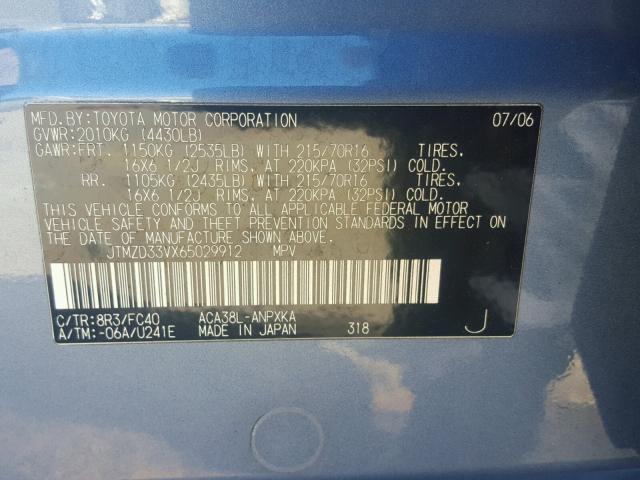 MFD.BY:TOYOTA MOTOR CORPORATION 07/06
GVWR:2010KG (4430LB)
GAWR:FRT. 1150KG (2535LB) WITH 215/70R16 TIRES.
16X6 1/2J RIMS. AT 220KPA (32PSI) COLD.
RR. 1105KG (2435LB) WITH 215/70R16 TIRES.
16X6 1/2J RIMS. AT 220KPA (32PSI) COLD.
THIS VEHICLE CONFORMS TO ALL APPLICABLE FEDERAL MOTOR
VEHICLE SAFETY AND THEFT PREVENTION STANDARDS IN EFFECT
ON THE DATE OF MANUFACTURE SHOWN ABOVE.
JTMZD33VX65029912 MPV
C/TR:8R3/FC40 ACA38L-ANPXKA
A/TM:-06A/U241E MADE IN JAPAN 318 J